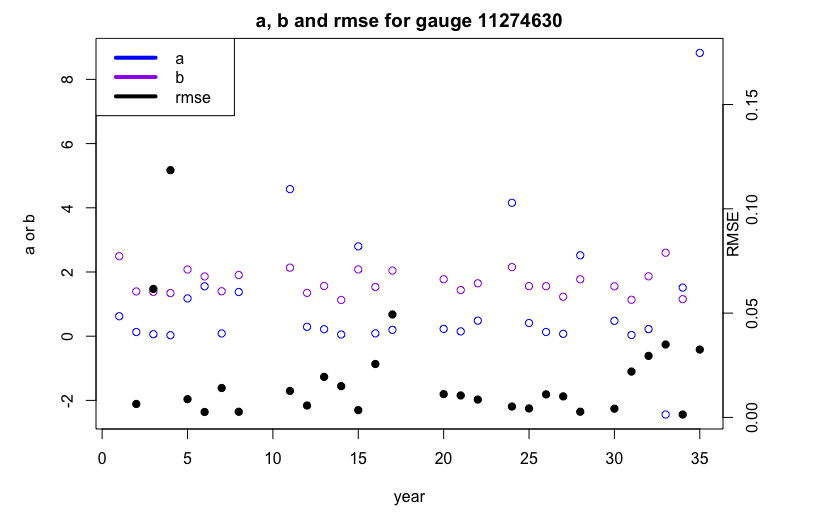 a, b and rmse for gauge 11274630
a
b
rmse
8
6
4
2
0
-2
a or b
0.15
0.10
0.05
0.00
RMSE
0 5 10 15 20 25 30 35
year